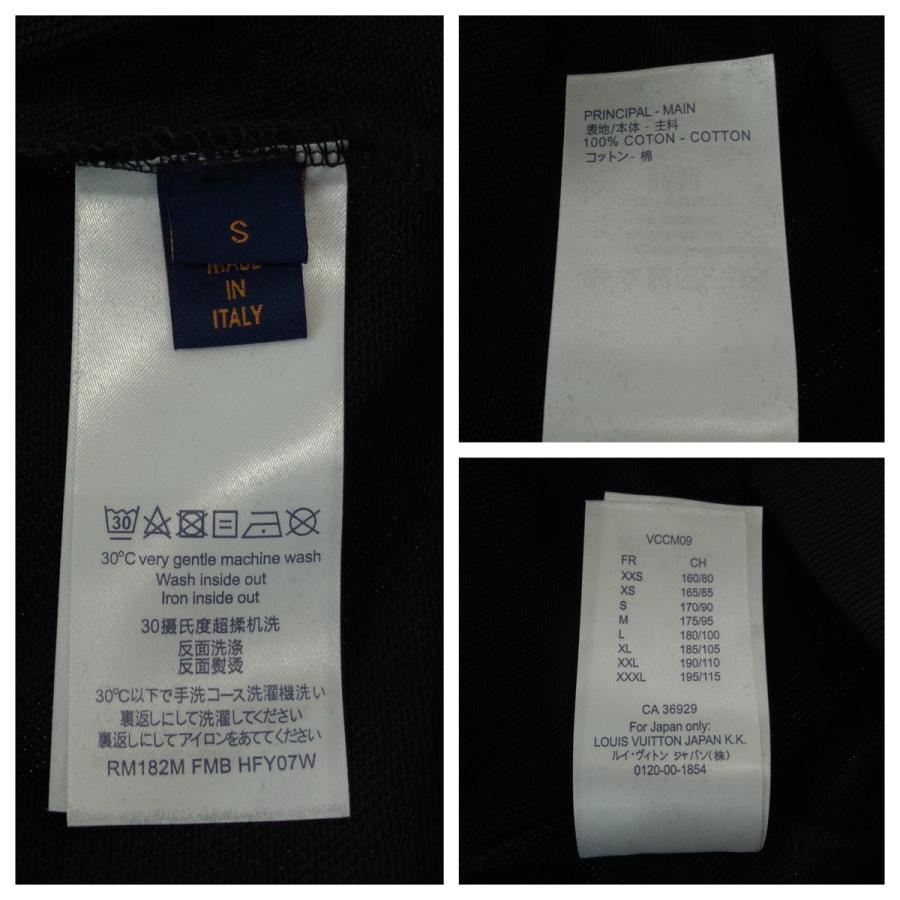 S
MADE
IN
ITALY
30
30°C very gentle machine wash
Wash inside out
Iron inside out
30摄氏度超揉机洗
反面洗涤
反面熨烫
30℃以下で手洗コース洗濯機洗い
裏返しにして洗濯してください
裏返しにしてアイロンをあててください
RM182M FMB HFY07W
PRINCIPAL - MAIN
表地/本体 - 主料
100% COTON - COTTON
コットン - 棉
VCCM09
FR CH
XXS 160/80
XS 165/85
S 170/90
M 175/95
L 180/100
XL 185/105
XXL 190/110
XXXL 195/115
CA 36929
For Japan only:
LOUIS VUITTON JAPAN K.K.
ルイ・ヴィトン ジャパン(株)
0120-00-1854